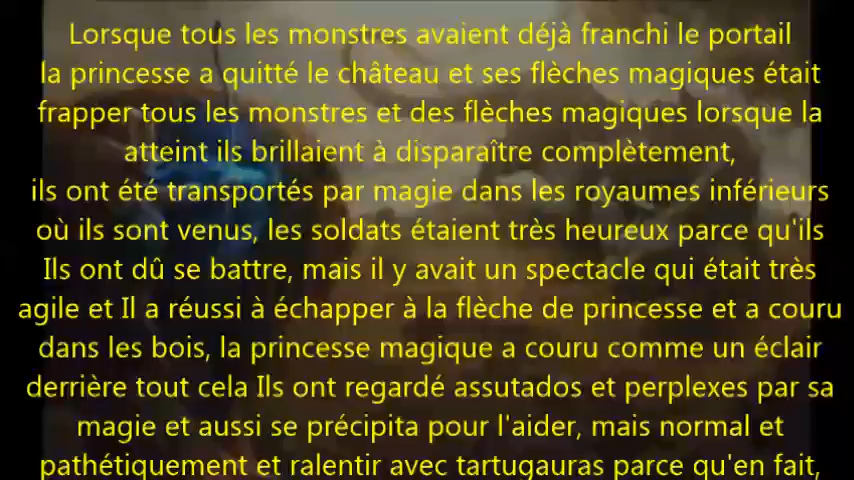 Lorsque tous les monstres avaient déjà franchi le portail
la princesse a quitté le château et ses flèches magiques était
frapper tous les monstres et des flèches magiques lorsque la
atteint ils brillaient à disparaître complètement,
ils ont été transportés par magie dans les royaumes inférieurs
où ils sont venus, les soldats étaient très heureux parce qu'ils
Ils ont dû se battre, mais il y avait un spectacle qui était très
agile et Il a réussi à échapper à la flèche de princesse et a couru
dans les bois, la princesse magique a couru comme un éclair
derrière tout cela Ils ont regardé assutados et perplexes par sa
magie et aussi se précipita pour l'aider, mais normal et
pathétiquement et ralentir avec tartugauras parce qu'en fait,